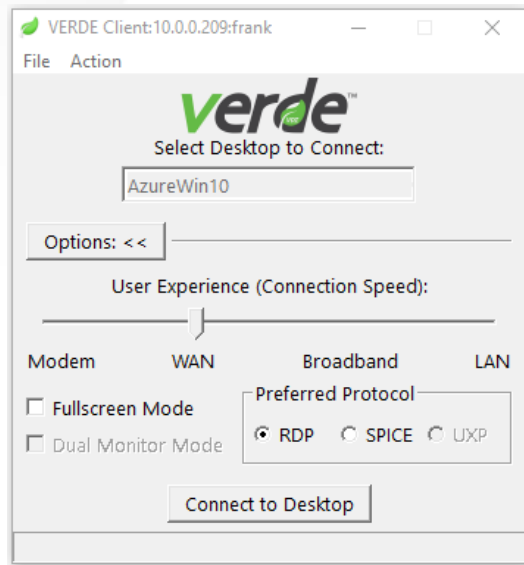 VERDE Client:10.0.0.209:frank
File Action
verde™
Select Desktop to Connect:
AzureWin10
Options: <<
User Experience (Connection Speed):
Modem WAN Broadband LAN
Fullscreen Mode
Dual Monitor Mode
Preferred Protocol
RDP SPICE UXP
Connect to Desktop